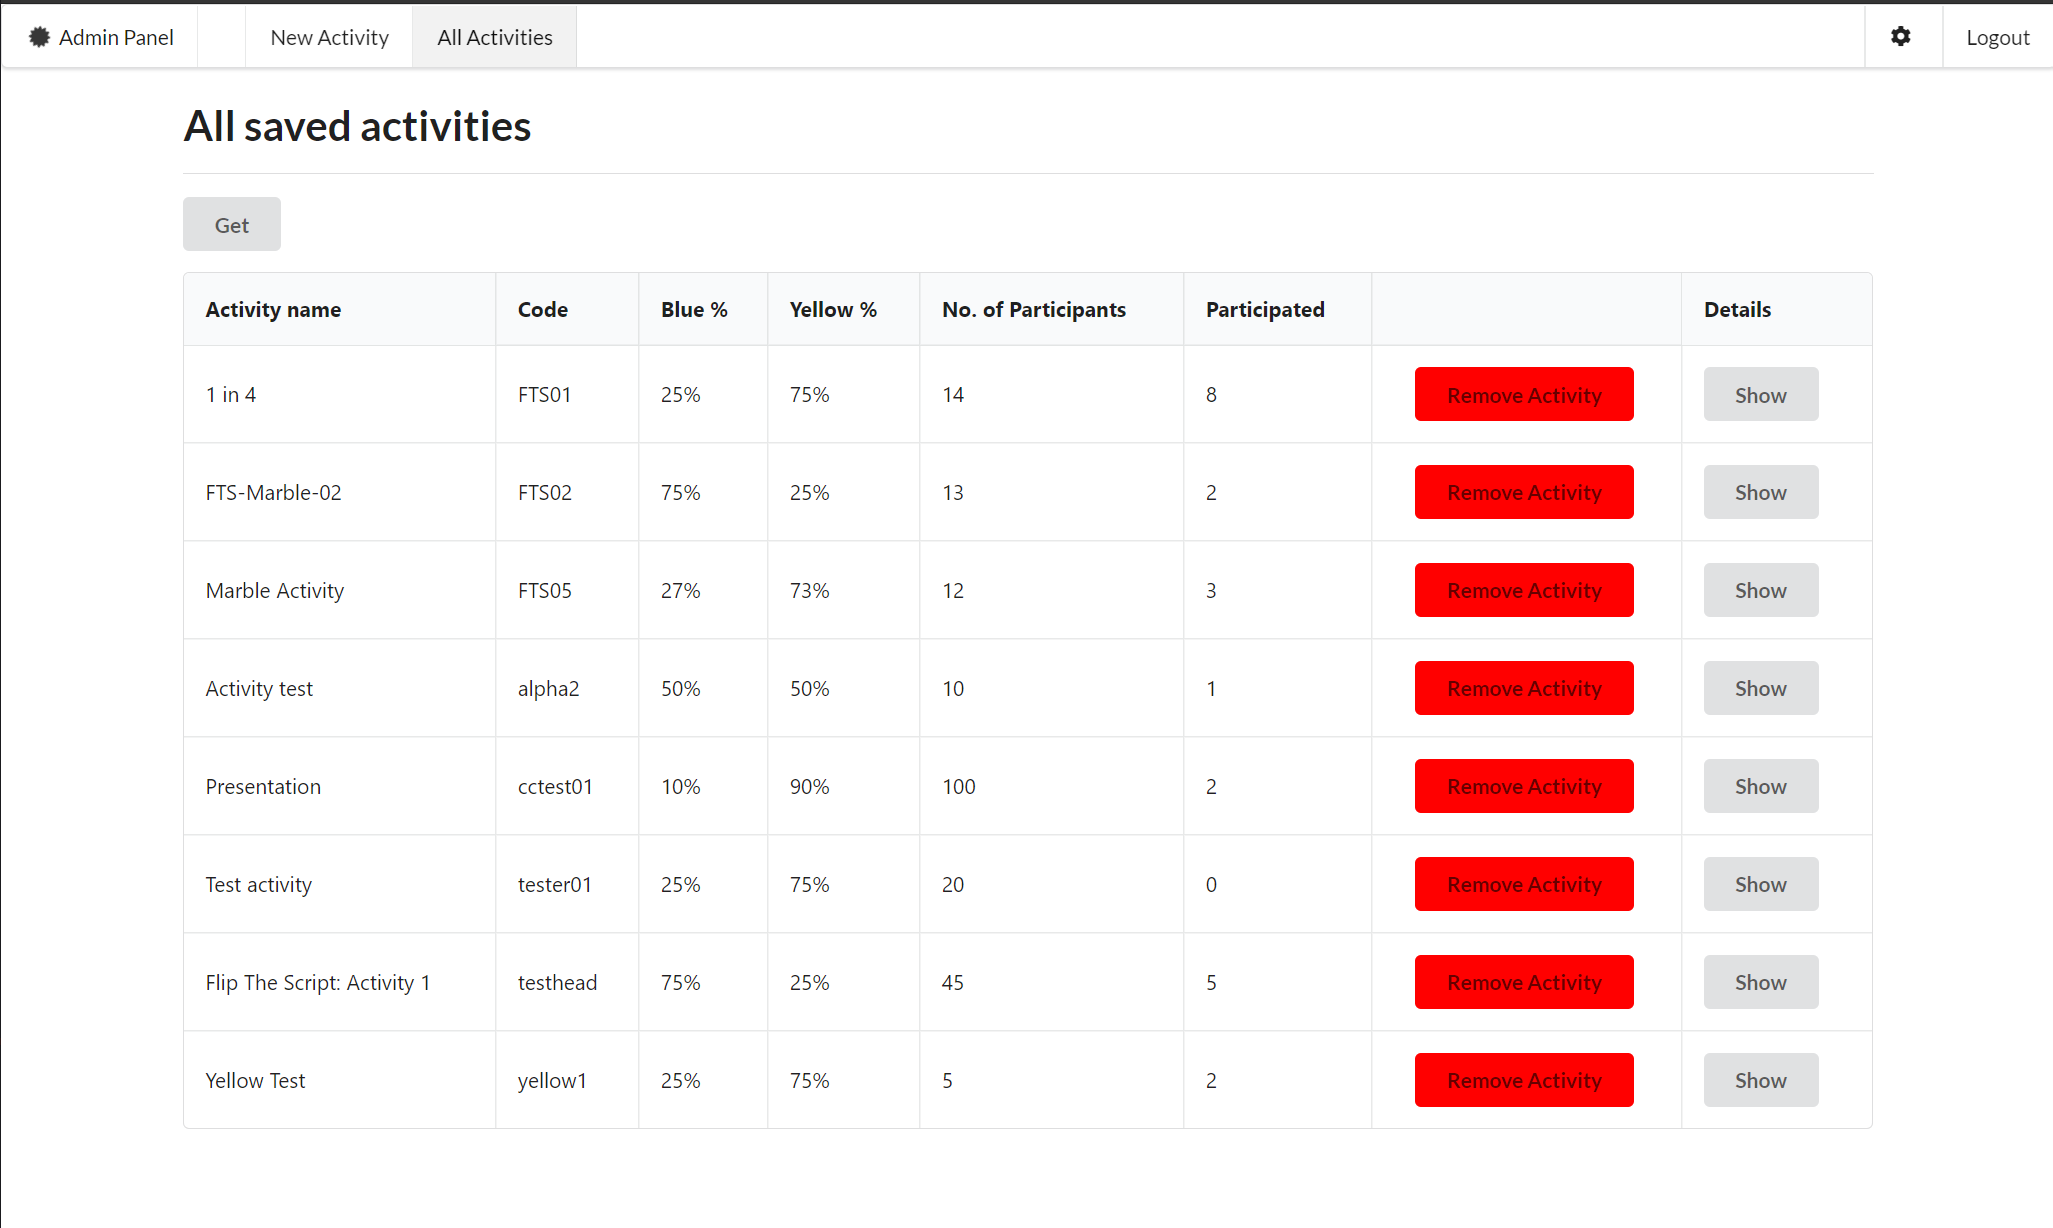 Admin Panel New Activity All Activities Logout
All saved activities
Get
Activity name Code Blue % Yellow % No. of Participants Participated Details
1 in 4 FTS01 25% 75% 14 8 Remove Activity Show
FTS-Marble-02 FTS02 75% 25% 13 2 Remove Activity Show
Marble Activity FTS05 27% 73% 12 3 Remove Activity Show
Activity test alpha2 50% 50% 10 1 Remove Activity Show
Presentation cctest01 10% 90% 100 2 Remove Activity Show
Test activity tester01 25% 75% 20 0 Remove Activity Show
Flip The Script: Activity 1 testhead 75% 25% 45 5 Remove Activity Show
Yellow Test yellow1 25% 75% 5 2 Remove Activity Show